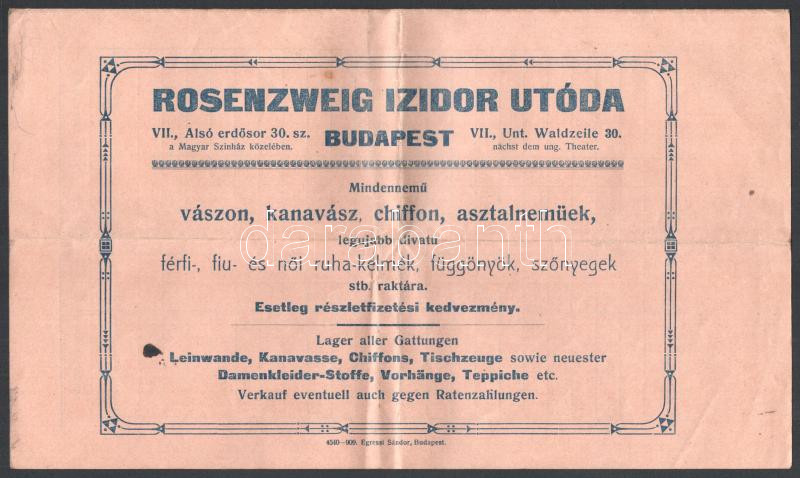 ROSENZWEIG IZIDOR UTÓDA
VII., Alsó erdősor 30. sz.
a Magyar Szinház közelében.
BUDAPEST
VII., Unt. Waldzeile 30.
nächst dem ung. Theater.
Mindennemű
vászon, kanavász, chiffon, asztalnemüek,
legujabb divatu
férfi-, fiu- és női ruha-kelmék, függönyök, szőnyegek
stb. raktára.
Esetleg részletfizetési kedvezmény.
Lager aller Gattungen
Leinwande, Kanavasse, Chiffons, Tischzeuge sowie neuester
Damenkleider-Stoffe, Vorhänge, Teppiche etc.
Verkauf eventuell auch gegen Ratenzalilungen.
4540—909. Egressi Sándor, Budapest.
darabanth